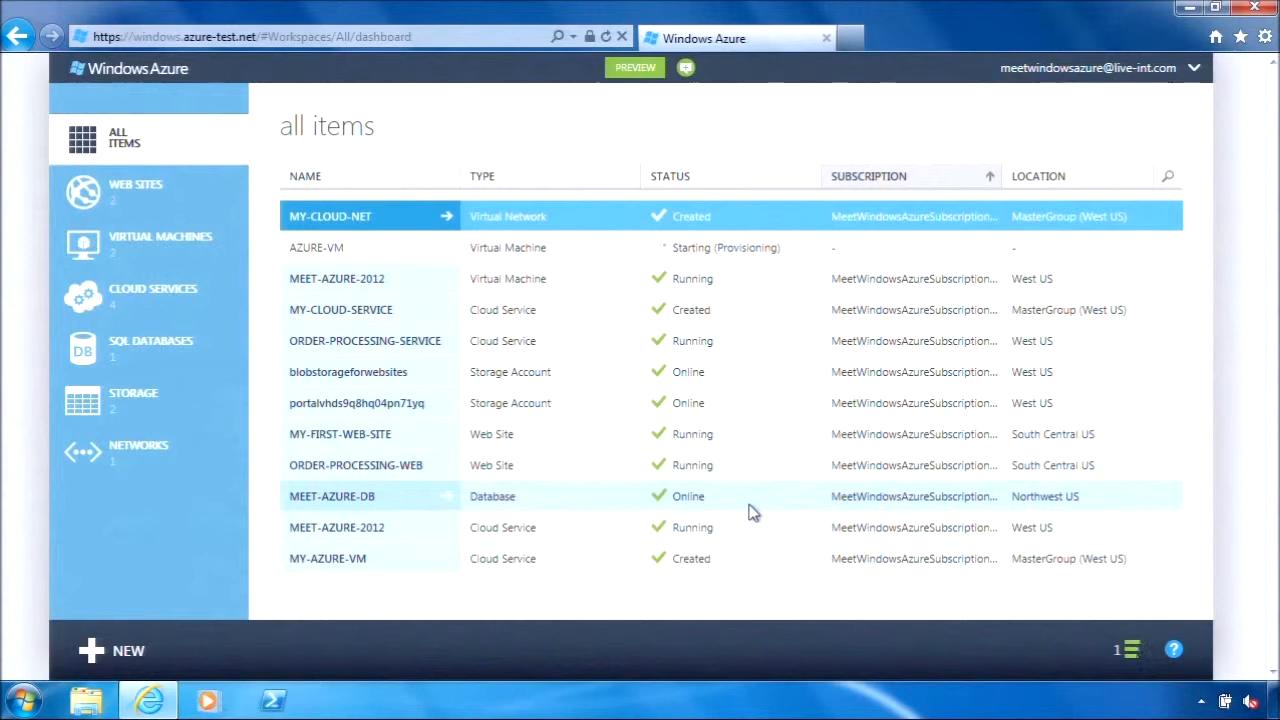 https://windows.azure-test.net/#Workspaces/All/dashboard
Windows Azure
Windows Azure
PREVIEW
meetwindowsazure@live-int.com
ALL ITEMS
WEB SITES
2
VIRTUAL MACHINES
2
CLOUD SERVICES
4
DB
SQL DATABASES
1
STORAGE
2
NETWORKS
1
all items
NAME TYPE STATUS SUBSCRIPTION LOCATION
MY-CLOUD-NET Virtual Network Created MeetWindowsAzureSubscription... MasterGroup (West US)
AZURE-VM Virtual Machine Starting (Provisioning) - -
MEET-AZURE-2012 Virtual Machine Running MeetWindowsAzureSubscription... West US
MY-CLOUD-SERVICE Cloud Service Created MeetWindowsAzureSubscription... MasterGroup (West US)
ORDER-PROCESSING-SERVICE Cloud Service Running MeetWindowsAzureSubscription... West US
blobstorageforwebsites Storage Account Online MeetWindowsAzureSubscription... West US
portalvhds9q8hq04pn71yq Storage Account Online MeetWindowsAzureSubscription... West US
MY-FIRST-WEB-SITE Web Site Running MeetWindowsAzureSubscription... South Central US
ORDER-PROCESSING-WEB Web Site Running MeetWindowsAzureSubscription... South Central US
MEET-AZURE-DB Database Online MeetWindowsAzureSubscription... Northwest US
MEET-AZURE-2012 Cloud Service Running MeetWindowsAzureSubscription... West US
MY-AZURE-VM Cloud Service Created MeetWindowsAzureSubscription... MasterGroup (West US)
NEW
1
?